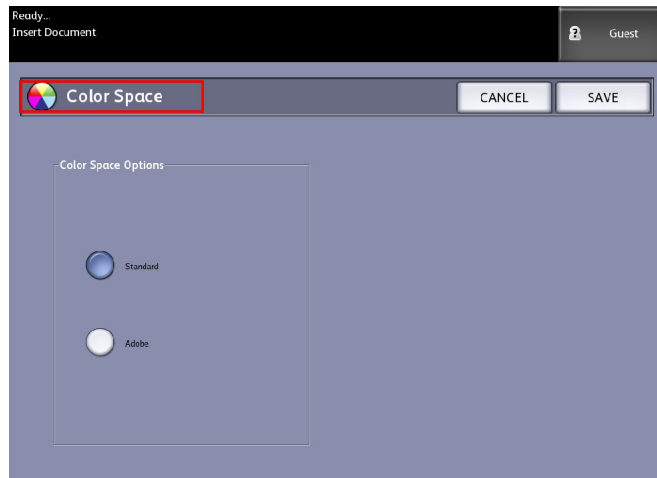 Ready...
Insert Document
Guest
Color Space
CANCEL
SAVE
Color Space Options
Standard
Adobe